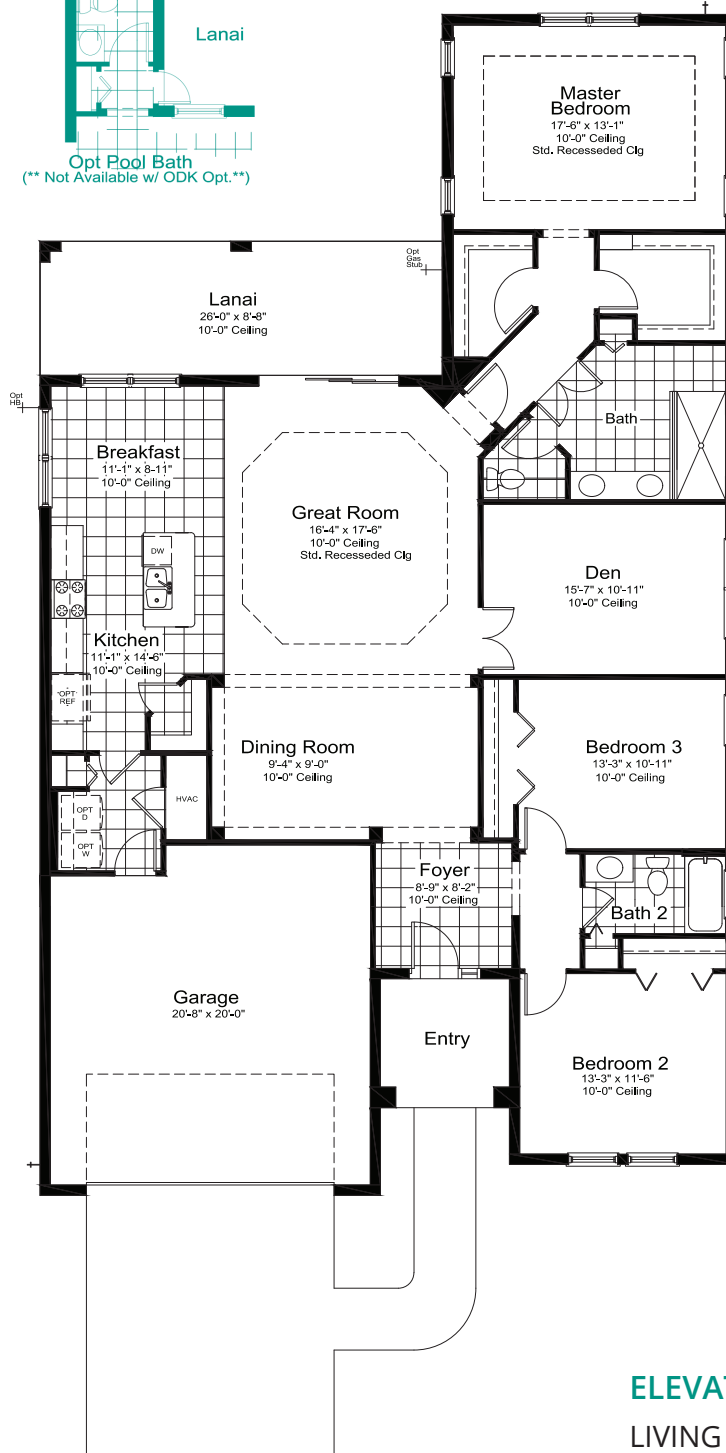 Lanai
Opt Pool Bath
(** Not Available w/ ODK Opt.**)
Master
Bedroom
17'-6" x 13'-1"
10'-0" Ceiling
Std. Recesseded Clg
Opt
Gas
Stub
Lanai
26'-0" x 8'-8"
10'-0" Ceiling
Opt
HB
Breakfast
11'-1" x 8-11"
10'-0" Ceiling
Bath
Great Room
16'-4" x 17'-6"
10'-0" Ceiling
Std. Recesseded Clg
DW
Den
15'-7" x 10'-11"
10'-0" Ceiling
Kitchen
11'-1" x 14'-6"
10'-0" Ceiling
OPT
REF
Dining Room
9'-4" x 9'-0"
10'-0" Ceiling
Bedroom 3
13'-3" x 10'-11"
10'-0" Ceiling
HVAC
OPT
D
OPT
W
Foyer
8'-9" x 8'-2"
10'-0" Ceiling
Bath 2
Garage
20'-8" x 20'-0"
Entry
Bedroom 2
13'-3" x 11'-6"
10'-0" Ceiling
ELEVAT
LIVING